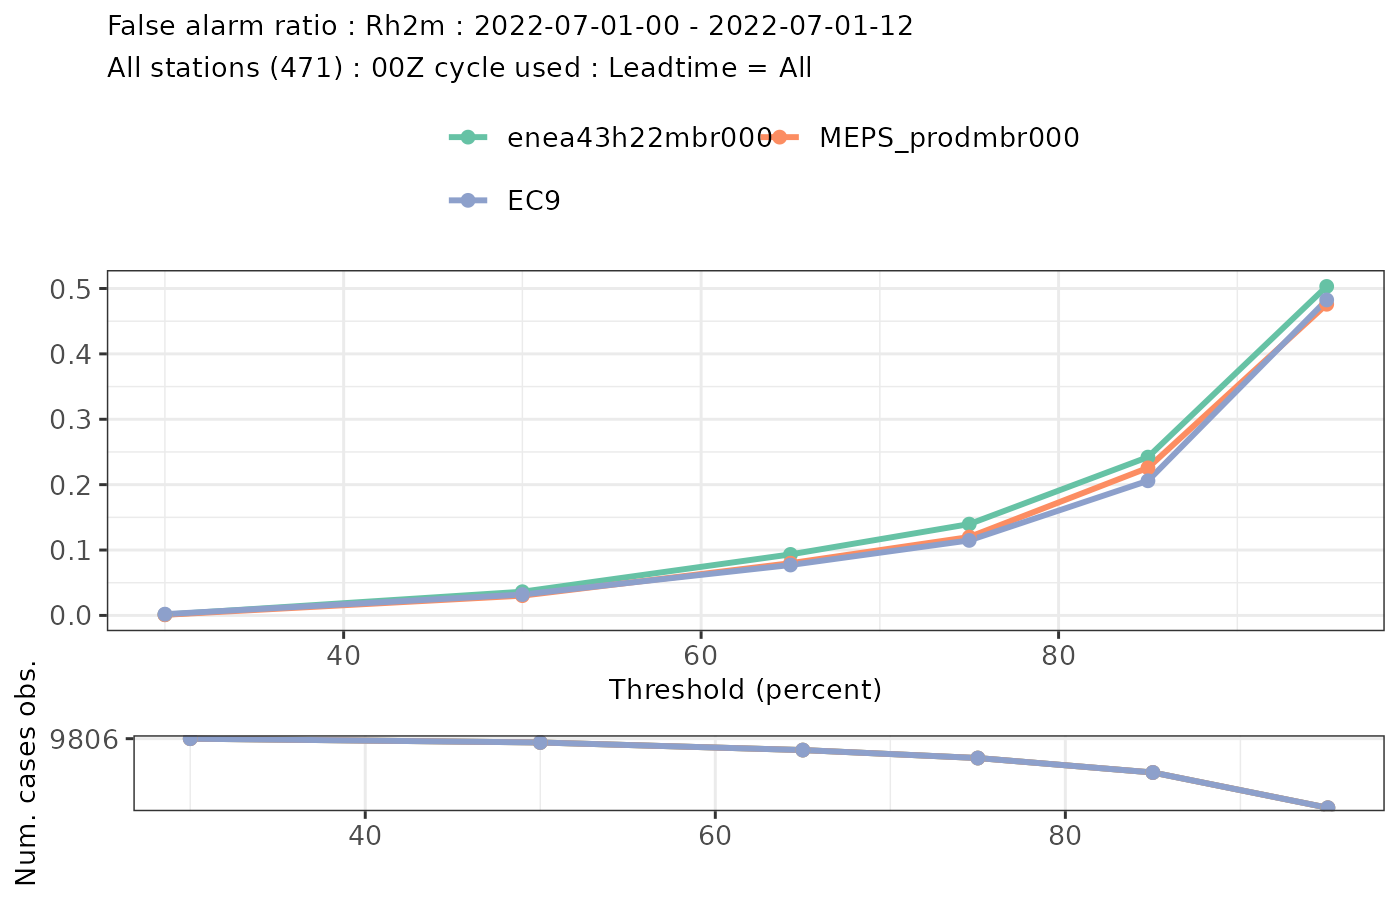 False alarm ratio : Rh2m : 2022-07-01-00 - 2022-07-01-12
All stations (471) : 00Z cycle used : Leadtime = All
enea43h22mbr000 MEPS_prodmbr000
EC9
0.5
0.4
0.3
0.2
0.1
0.0
40 60 80
Threshold (percent)
Num. cases obs.
9806
40 60 80